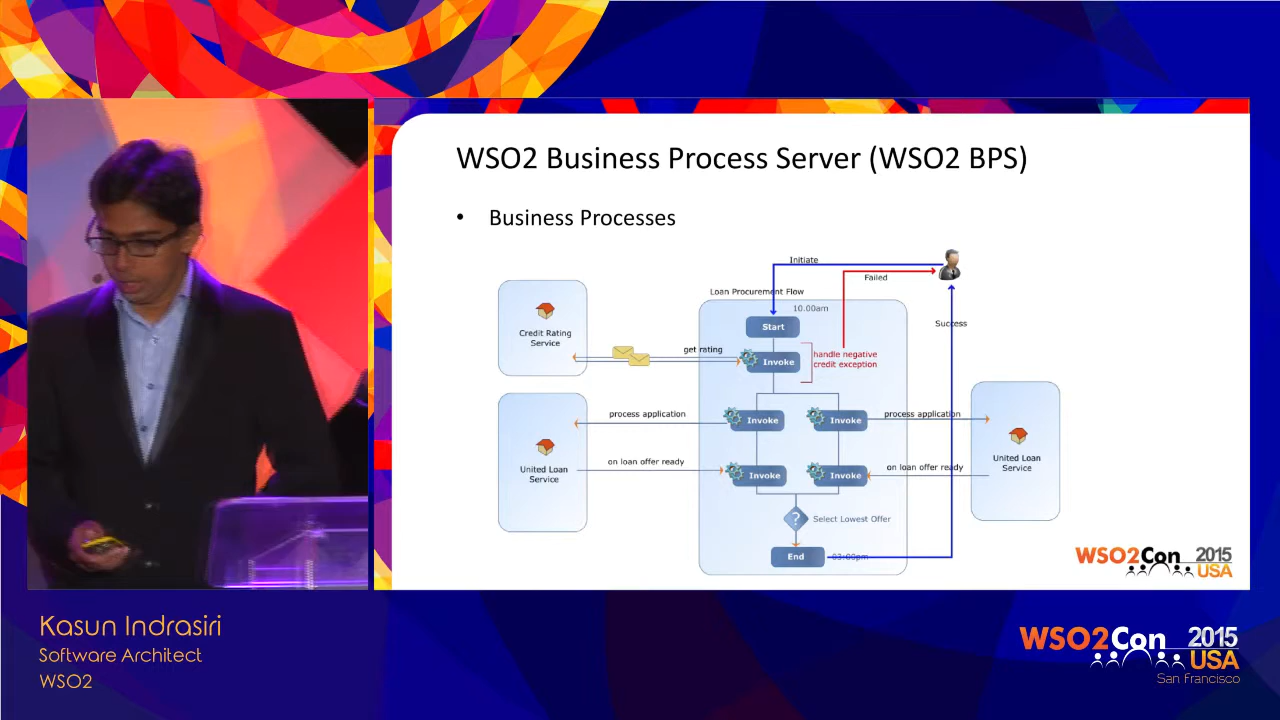 WSO2 Business Process Server (WSO2 BPS)
• Business Processes
Initiate
Failed
Loan Procurement Flow
10.00am
Start
Success
Credit Rating
Service
get rating
Invoke
handle negative
credit exception
process application
Invoke
Invoke
process application
United Loan
Service
on loan offer ready
Invoke
Invoke
on loan offer ready
United Loan
Service
?
Select Lowest Offer
End
03:00pm
WSO2Con 2015
USA
Kasun Indrasiri
Software Architect
WSO2
WSO2Con 2015
USA
San Francisco